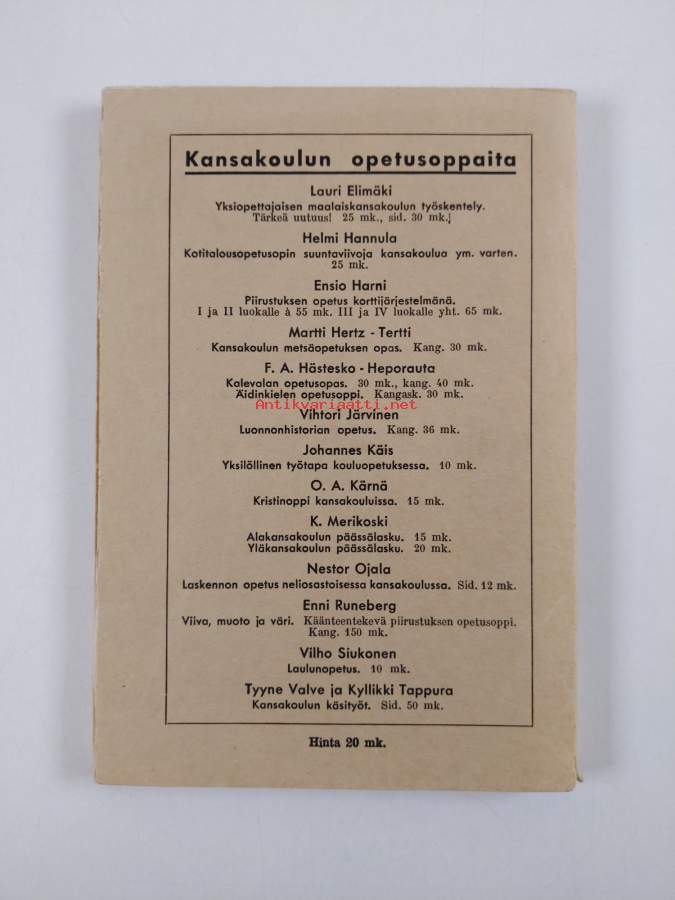 Kansakoulun opetusoppaita
Lauri Elimäki
Yksiopettajaisen maalaiskansakoulun työskentely.
Tärkeä uutuus! 25 mk., sid. 30 mk.
Helmi Hannula
Kotitalousopetusopin suuntaviivoja kansakoulua ym. varten.
25 mk.
Ensio Harni
Piirustuksen opetus korttijärjestelmänä.
I ja II luokalle à 55 mk. III ja IV luokalle yht. 65 mk.
Martti Hertz - Tertti
Kansakoulun metsäopetuksen opas. Kang. 30 mk.
F. A. Hästesko - Heporauta
Kalevalan opetusopas. 30 mk., kang. 40 mk.
Äidinkielen opetusoppi. Kangask. 30 mk.
Antikvariaatti.net
Vihtori Järvinen
Luonnonhistorian opetus. Kang. 36 mk.
Johannes Käis
Yksilöllinen työtapa kouluopetuksessa. 10 mk.
O. A. Kärnä
Kristinoppi kansakouluissa. 15 mk.
K. Merikoski
Alakansakoulun päässälasku. 15 mk.
Yläkansakoulun päässälasku. 20 mk.
Nestor Ojala
Laskennon opetus neliosastoisessa kansakoulussa. Sid. 12 mk.
Enni Runeberg
Viiva, muoto ja väri. Käänteentekevä piirustuksen opetusoppi.
Kang. 150 mk.
Vilho Siukonen
Laulunopetus. 10 mk.
Tyyne Valve ja Kyllikki Tappura
Kansakoulun käsityöt. Sid. 50 mk.
Hinta 20 mk.